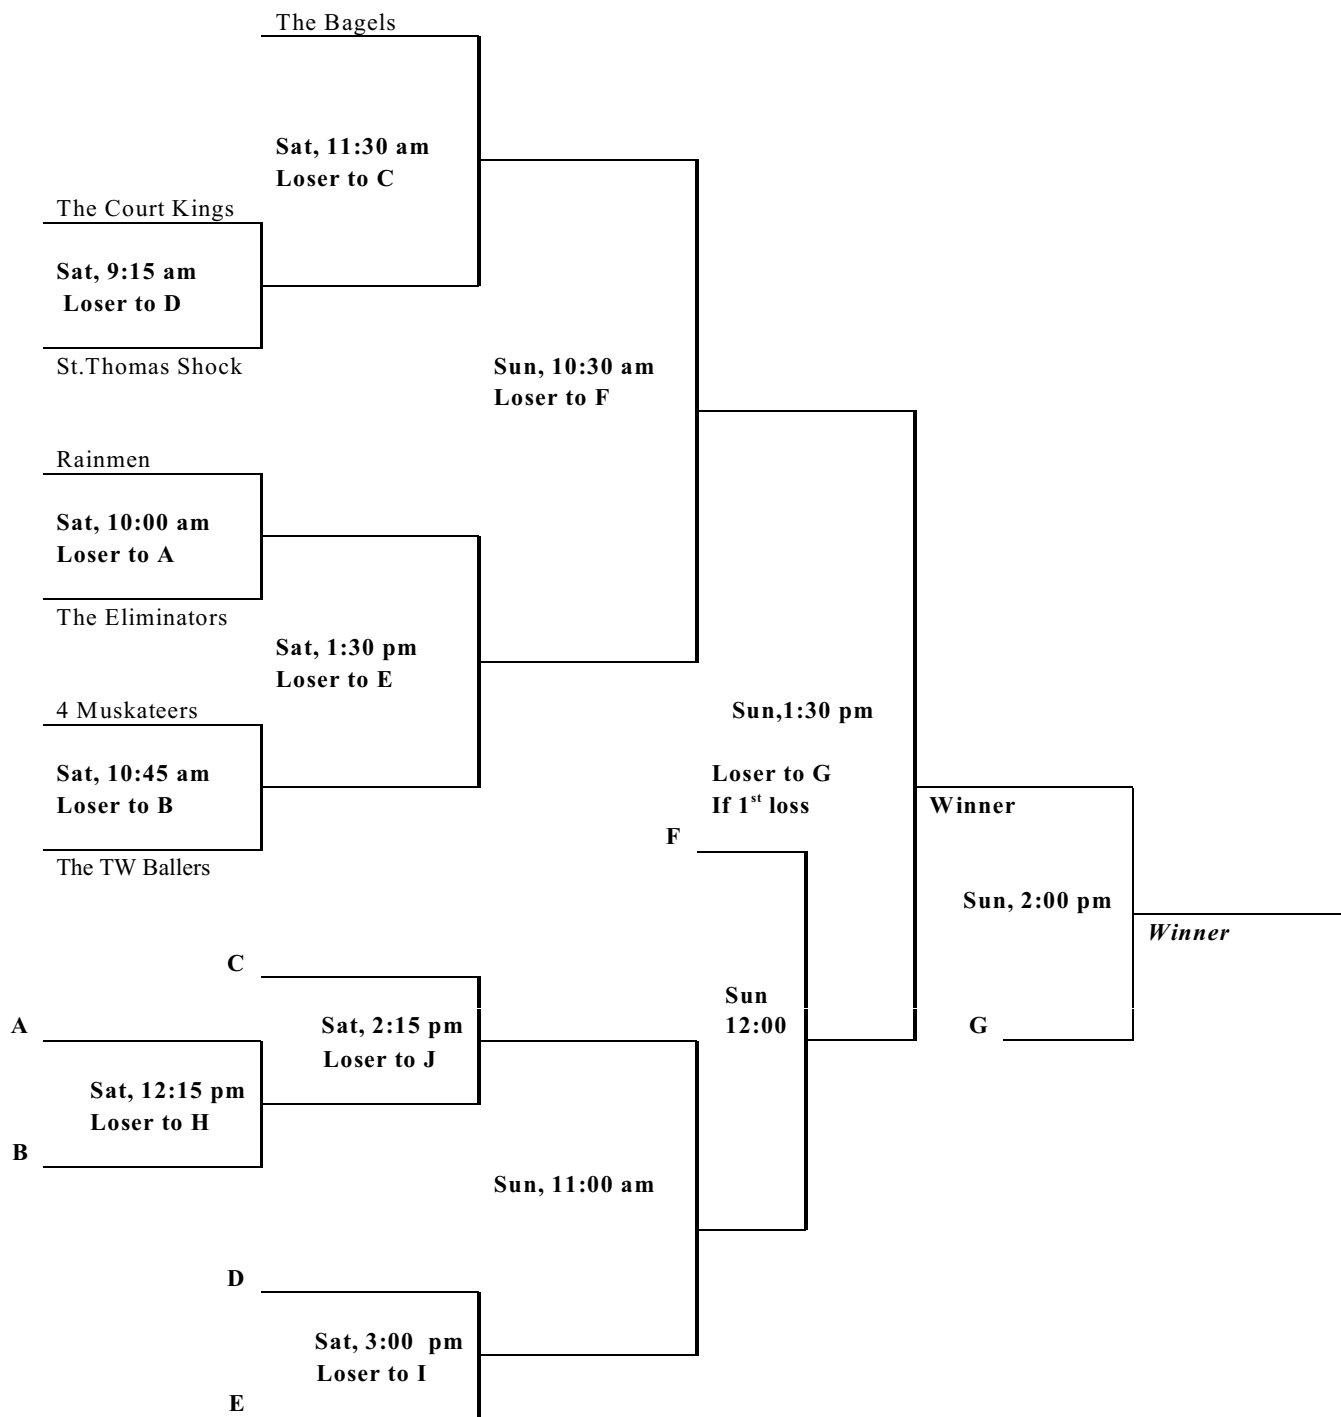 The Bagels
Sat, 11:30 am
Loser to C
The Court Kings
Sat, 9:15 am
Loser to D
St.Thomas Shock
Sun, 10:30 am
Loser to F
Rainmen
Sat, 10:00 am
Loser to A
The Eliminators
Sat, 1:30 pm
Loser to E
4 Muskateers
Sun,1:30 pm
Sat, 10:45 am
Loser to B
Loser to G
If 1st loss
Winner
F
The TW Ballers
Sun, 2:00 pm
Winner
C
Sun
12:00
A
Sat, 2:15 pm
Loser to J
G
Sat, 12:15 pm
Loser to H
B
Sun, 11:00 am
D
Sat, 3:00 pm
Loser to I
E